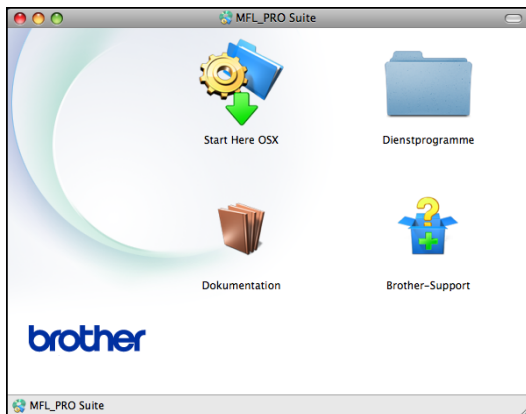 MFL_PRO Suite
Start Here OSX
Dienstprogramme
Dokumentation
Brother-Support
brother
MFL_PRO Suite